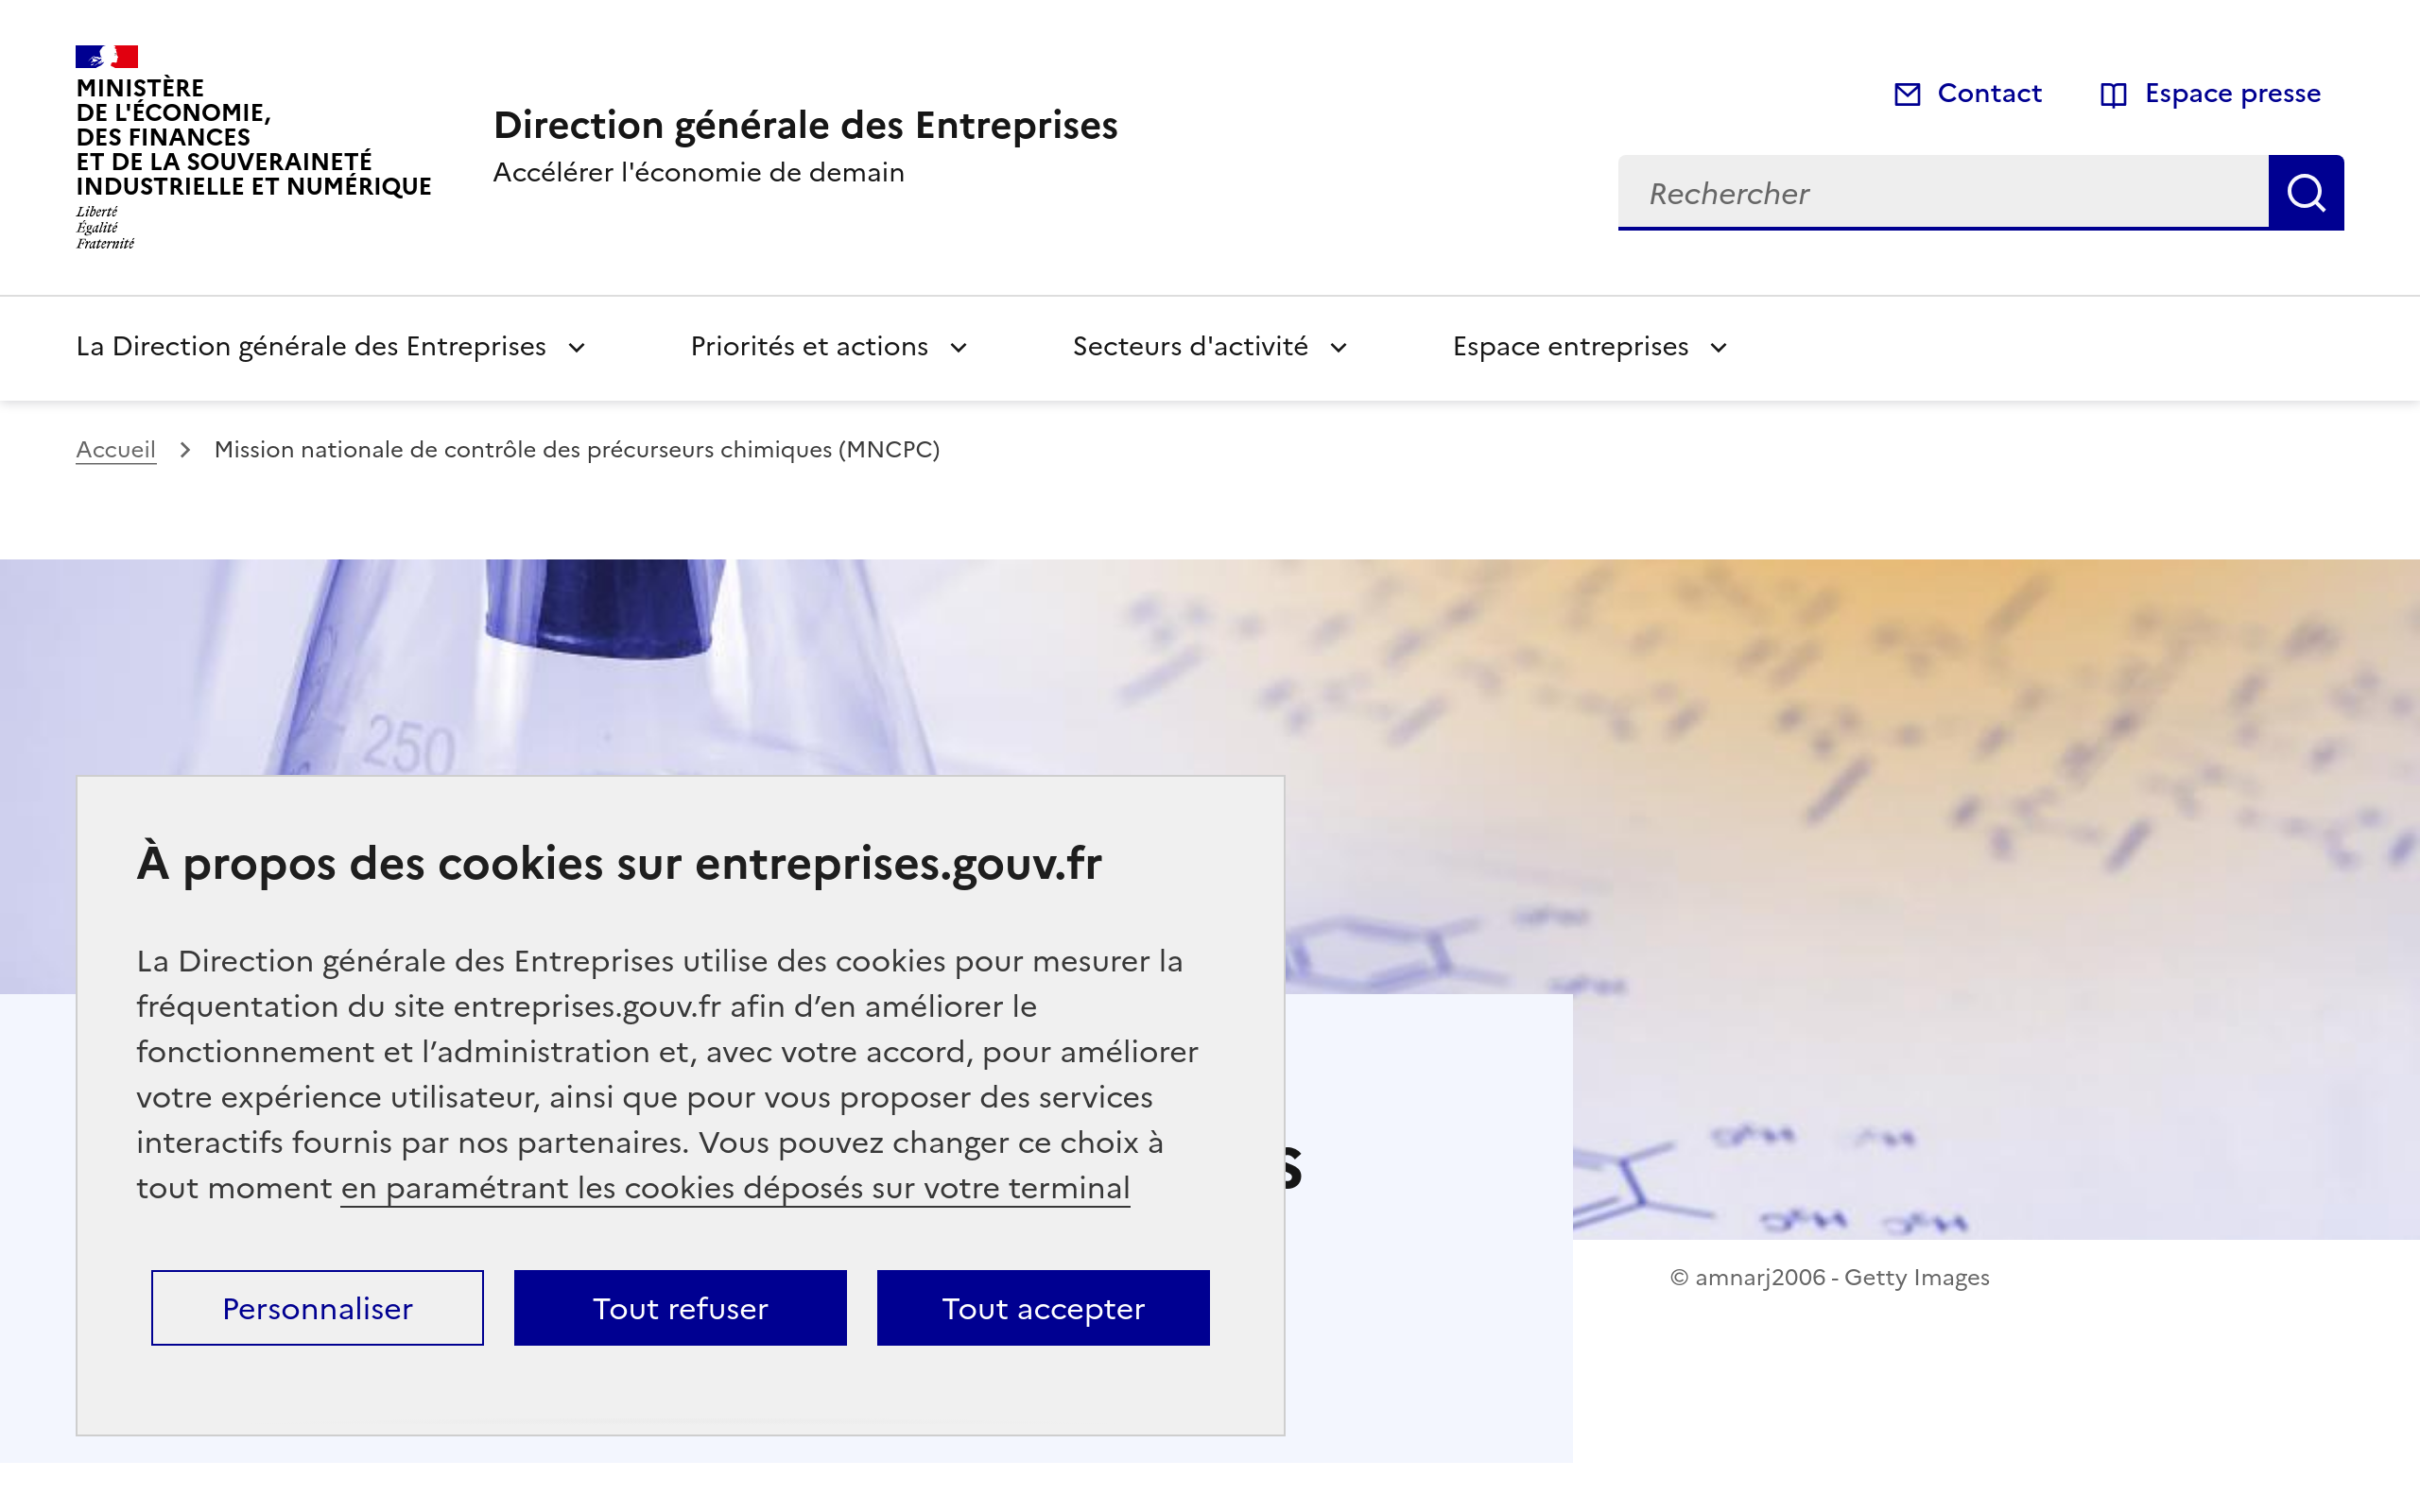 MINISTÈRE
DE L'ÉCONOMIE,
DES FINANCES
ET DE LA SOUVERAINETÉ
INDUSTRIELLE ET NUMÉRIQUE
Liberté
Égalité
Fraternité
Direction générale des Entreprises
Accélérer l'économie de demain
Contact
Espace presse
Rechercher
La Direction générale des Entreprises
Priorités et actions
Secteurs d'activité
Espace entreprises
Accueil
Mission nationale de contrôle des précurseurs chimiques (MNCPC)
250
À propos des cookies sur entreprises.gouv.fr
La Direction générale des Entreprises utilise des cookies pour mesurer la
fréquentation du site entreprises.gouv.fr afin d’en améliorer le
fonctionnement et l’administration et, avec votre accord, pour améliorer
votre expérience utilisateur, ainsi que pour vous proposer des services
interactifs fournis par nos partenaires. Vous pouvez changer ce choix à
tout moment en paramétrant les cookies déposés sur votre terminal
Personnaliser
Tout refuser
Tout accepter
© amnarj2006 - Getty Images